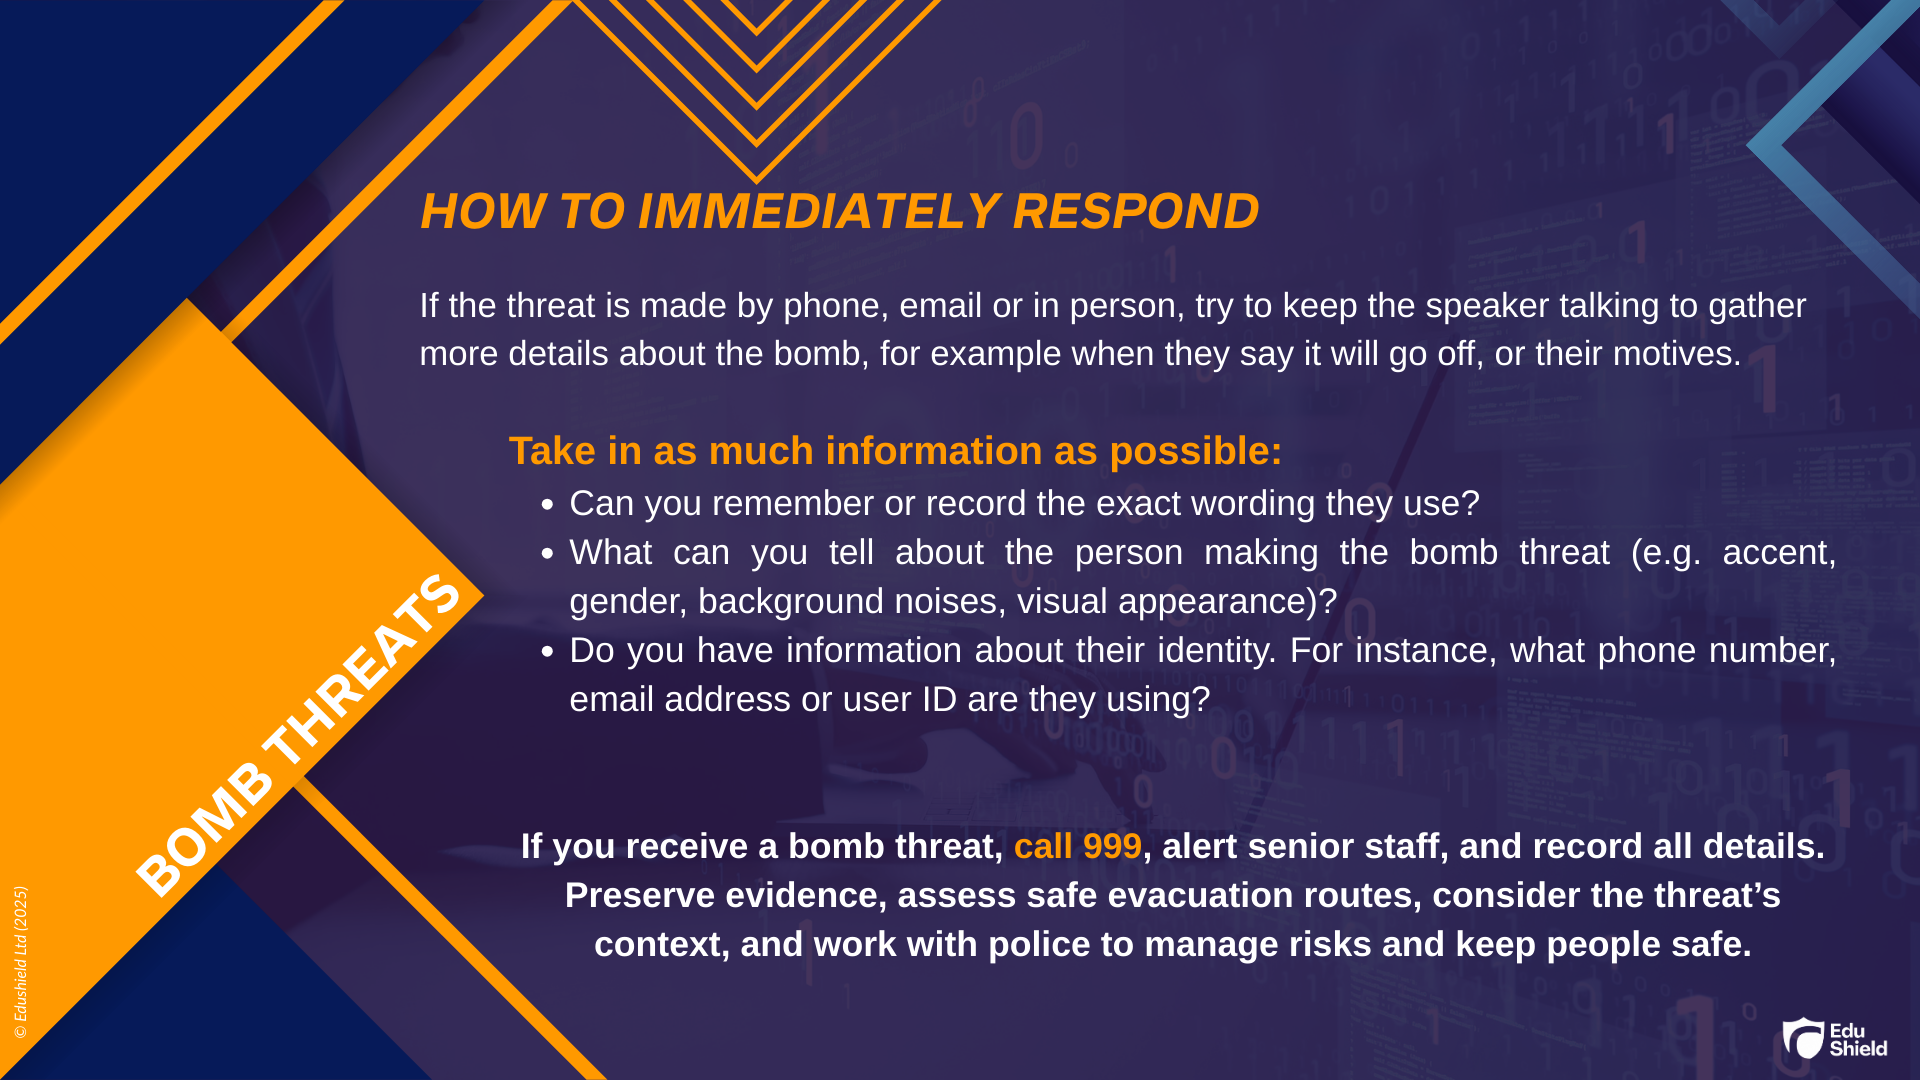 HOW TO IMMEDIATELY RESPOND
If the threat is made by phone, email or in person, try to keep the speaker talking to gather
more details about the bomb, for example when they say it will go off, or their motives.
Take in as much information as possible:
• Can you remember or record the exact wording they use?
• What can you tell about the person making the bomb threat (e.g. accent,
gender, background noises, visual appearance)?
• Do you have information about their identity. For instance, what phone number,
email address or user ID are they using?
BOMB THREATS
If you receive a bomb threat, call 999, alert senior staff, and record all details.
Preserve evidence, assess safe evacuation routes, consider the threat’s
context, and work with police to manage risks and keep people safe.
© Edushield Ltd (2025)
Edu
Shield